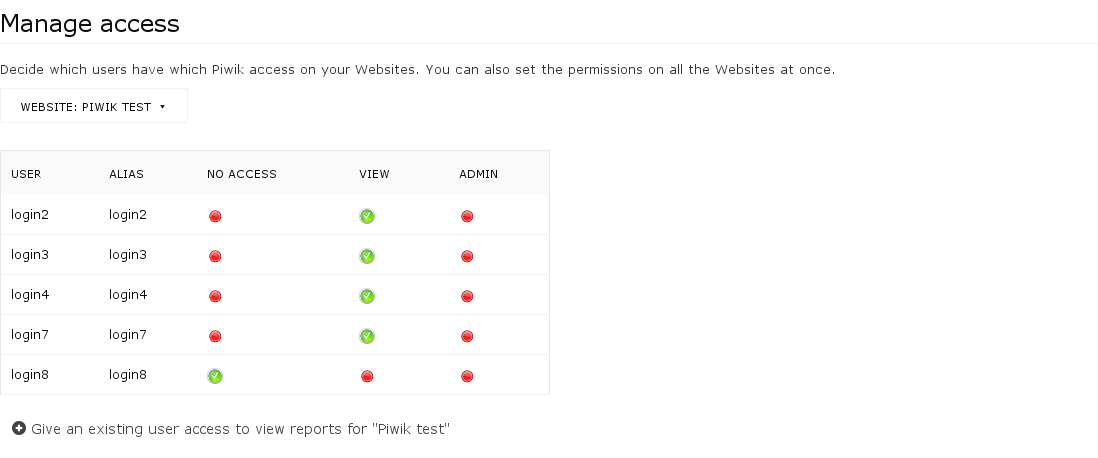 Manage access
Decide which users have which Piwik access on your Websites. You can also set the permissions on all the Websites at once.
WEBSITE: PIWIK TEST
USER ALIAS NO ACCESS VIEW ADMIN
login2 login2
login3 login3
login4 login4
login7 login7
login8 login8
Give an existing user access to view reports for "Piwik test"